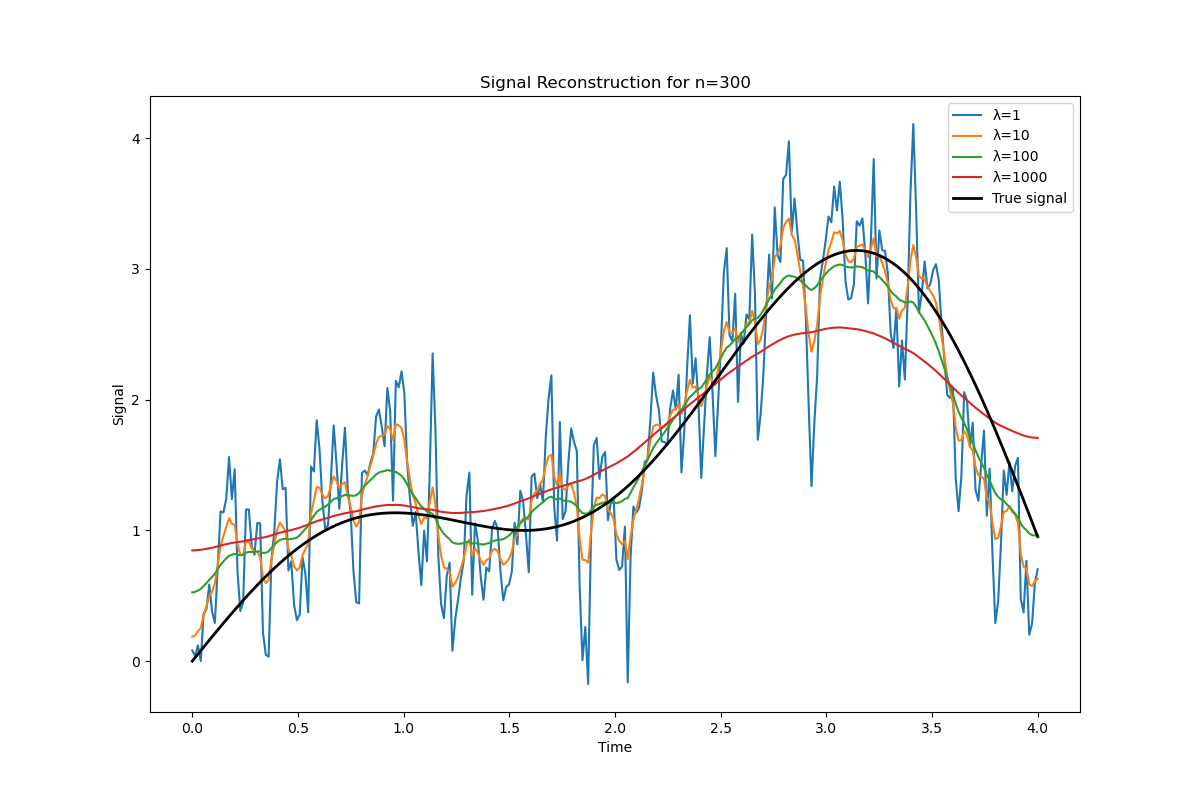 Signal Reconstruction for n=300
λ=1
λ=10
λ=100
λ=1000
True signal
Signal
4
3
2
1
0
0.0 0.5 1.0 1.5 2.0 2.5 3.0 3.5 4.0
Time